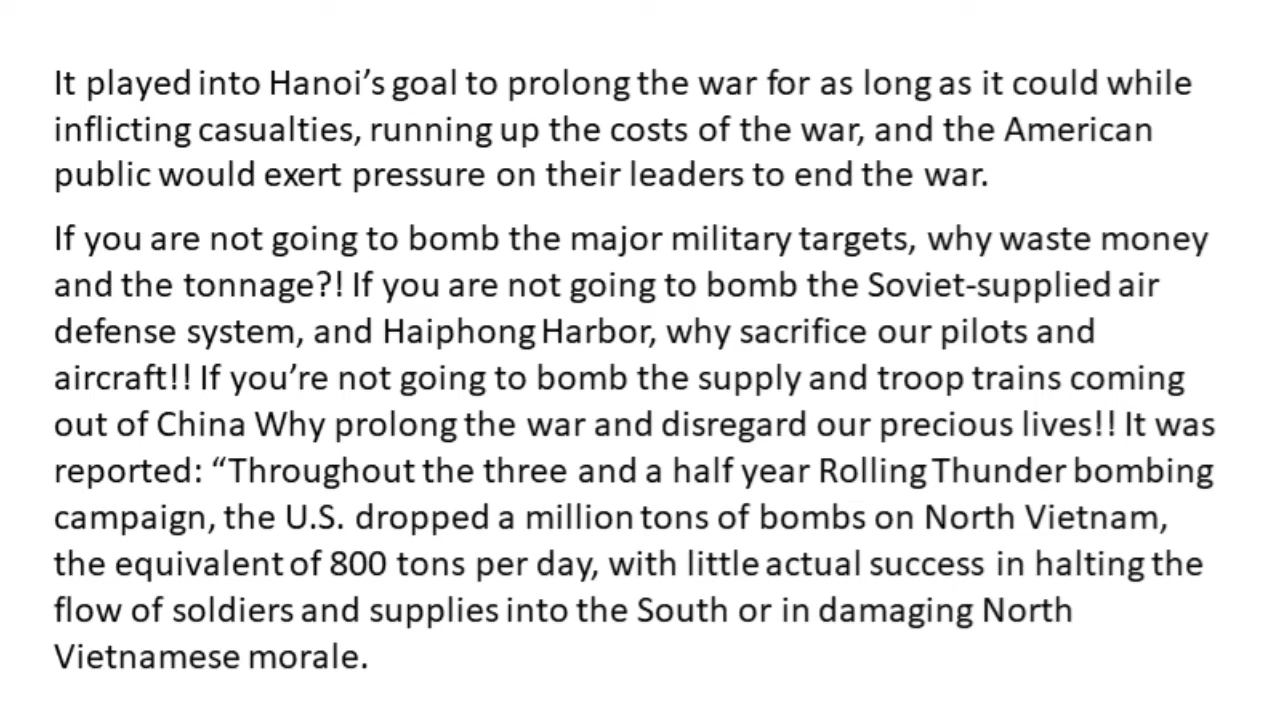 It played into Hanoi’s goal to prolong the war for as long as it could while
inflicting casualties, running up the costs of the war, and the American
public would exert pressure on their leaders to end the war.
If you are not going to bomb the major military targets, why waste money
and the tonnage?! If you are not going to bomb the Soviet-supplied air
defense system, and Haiphong Harbor, why sacrifice our pilots and
aircraft!! If you’re not going to bomb the supply and troop trains coming
out of China Why prolong the war and disregard our precious lives!! It was
reported: “Throughout the three and a half year Rolling Thunder bombing
campaign, the U.S. dropped a million tons of bombs on North Vietnam,
the equivalent of 800 tons per day, with little actual success in halting the
flow of soldiers and supplies into the South or in damaging North
Vietnamese morale.